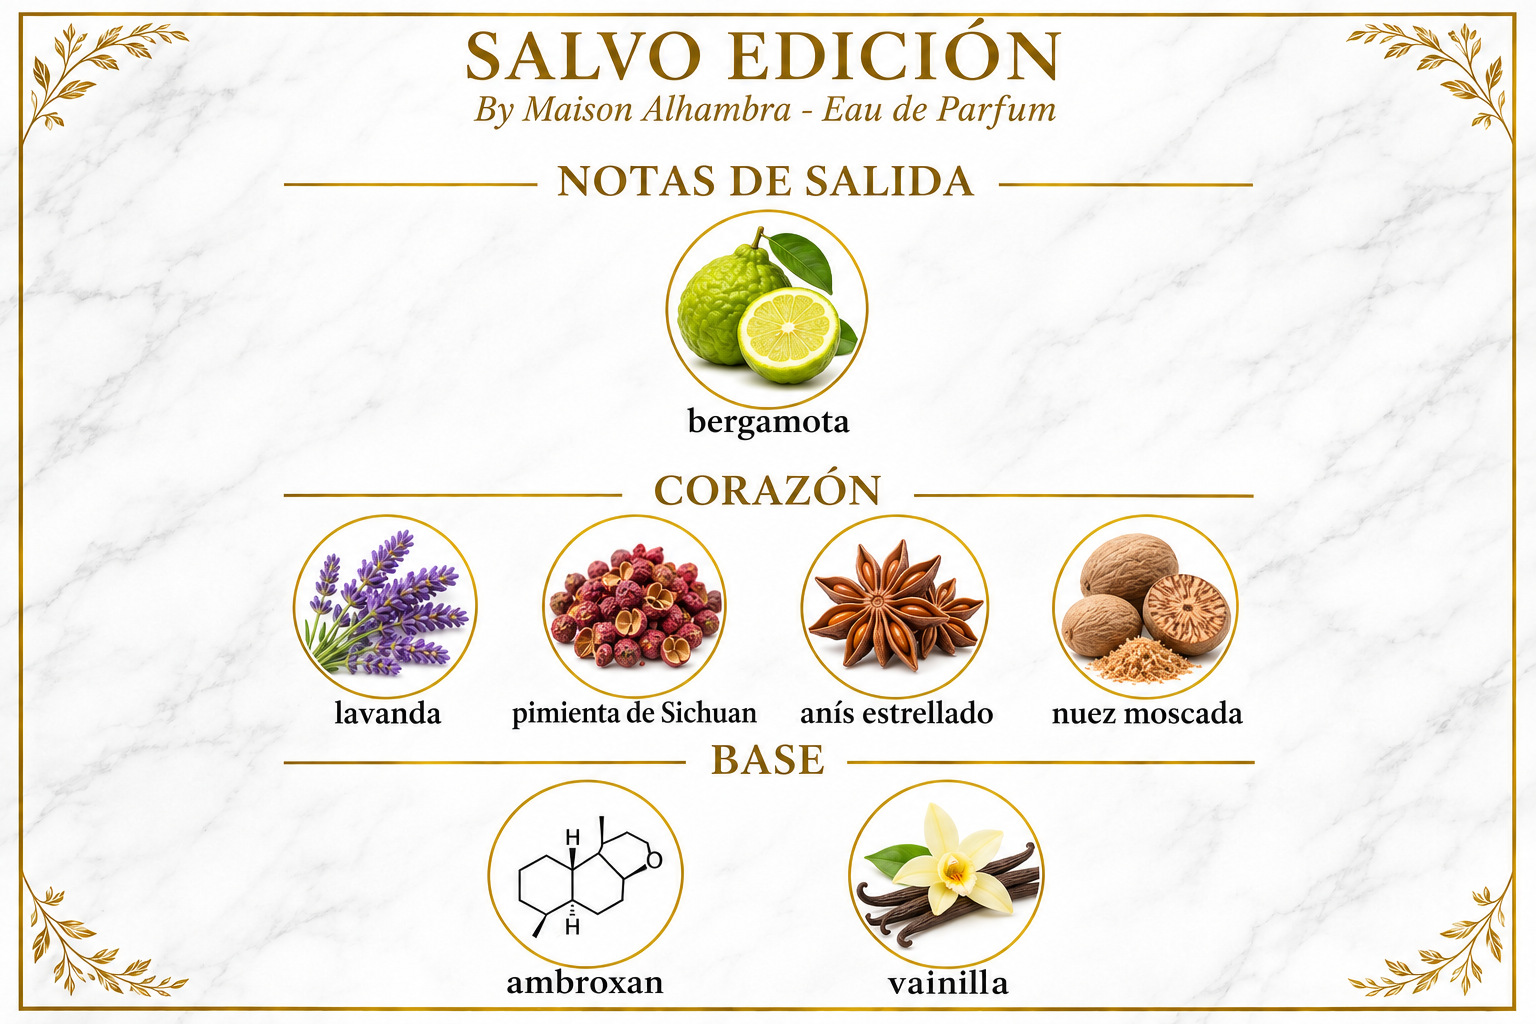 SALVO EDICIÓN
By Maison Alhambra - Eau de Parfum
NOTAS DE SALIDA
bergamota
CORAZÓN
lavanda
pimienta de Sichuan
anís estrellado
nuez moscada
BASE
H
O
H
ambroxan
vainilla